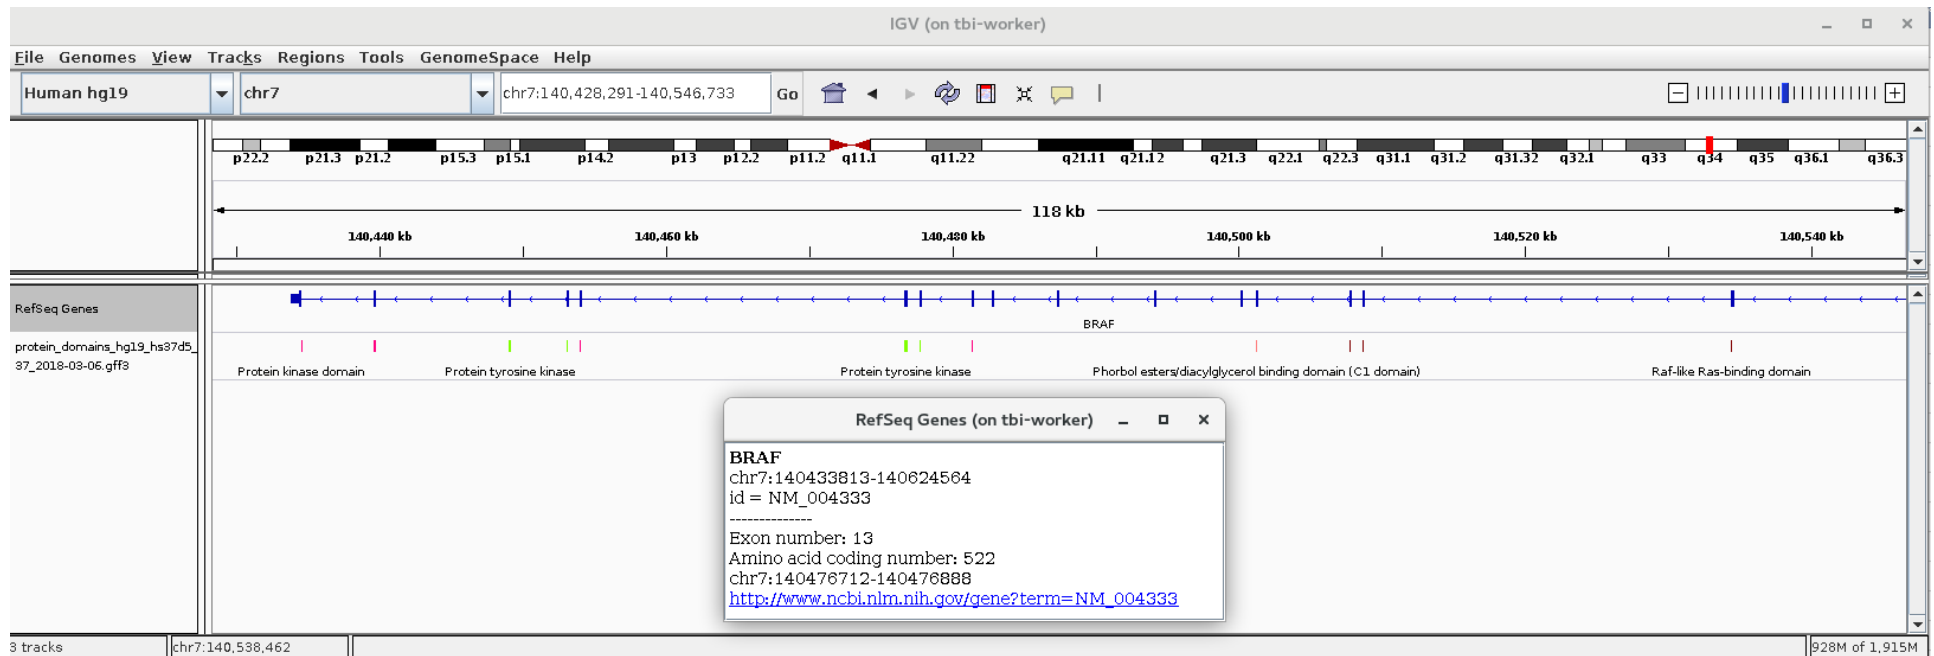 IGV (on tbi-worker)
File Genomes View Tracks Regions Tools GenomeSpace Help
Human hg19 chr7 chr7:140,428,291-140,546,733 Go
p22.2 p21.3 p21.2 p15.3 p15.1 p14.2 p13 p12.2 p11.2 q11.1 q11.22 q21.11 q21.12 q21.3 q22.1 q22.3 q31.1 q31.2 q31.32 q32.1 q33 q34 q35 q36.1 q36.3
118 kb
140,440 kb 140,460 kb 140,480 kb 140,500 kb 140,520 kb 140,540 kb
RefSeq Genes
BRAF
protein_domains_hg19_hs37d5_
37_2018-03-06.gff3
Protein kinase domain Protein tyrosine kinase Protein tyrosine kinase Phorbol esters/diacylglycerol binding domain (C1 domain) Raf-like Ras-binding domain
RefSeq Genes (on tbi-worker)
BRAF
chr7:140433813-140624564
id = NM_004333
--------------
Exon number: 13
Amino acid coding number: 522
chr7:140476712-140476888
http://www.ncbi.nlm.nih.gov/gene?term=NM_004333
3 tracks chr7:140,538,462 928M of 1,915M